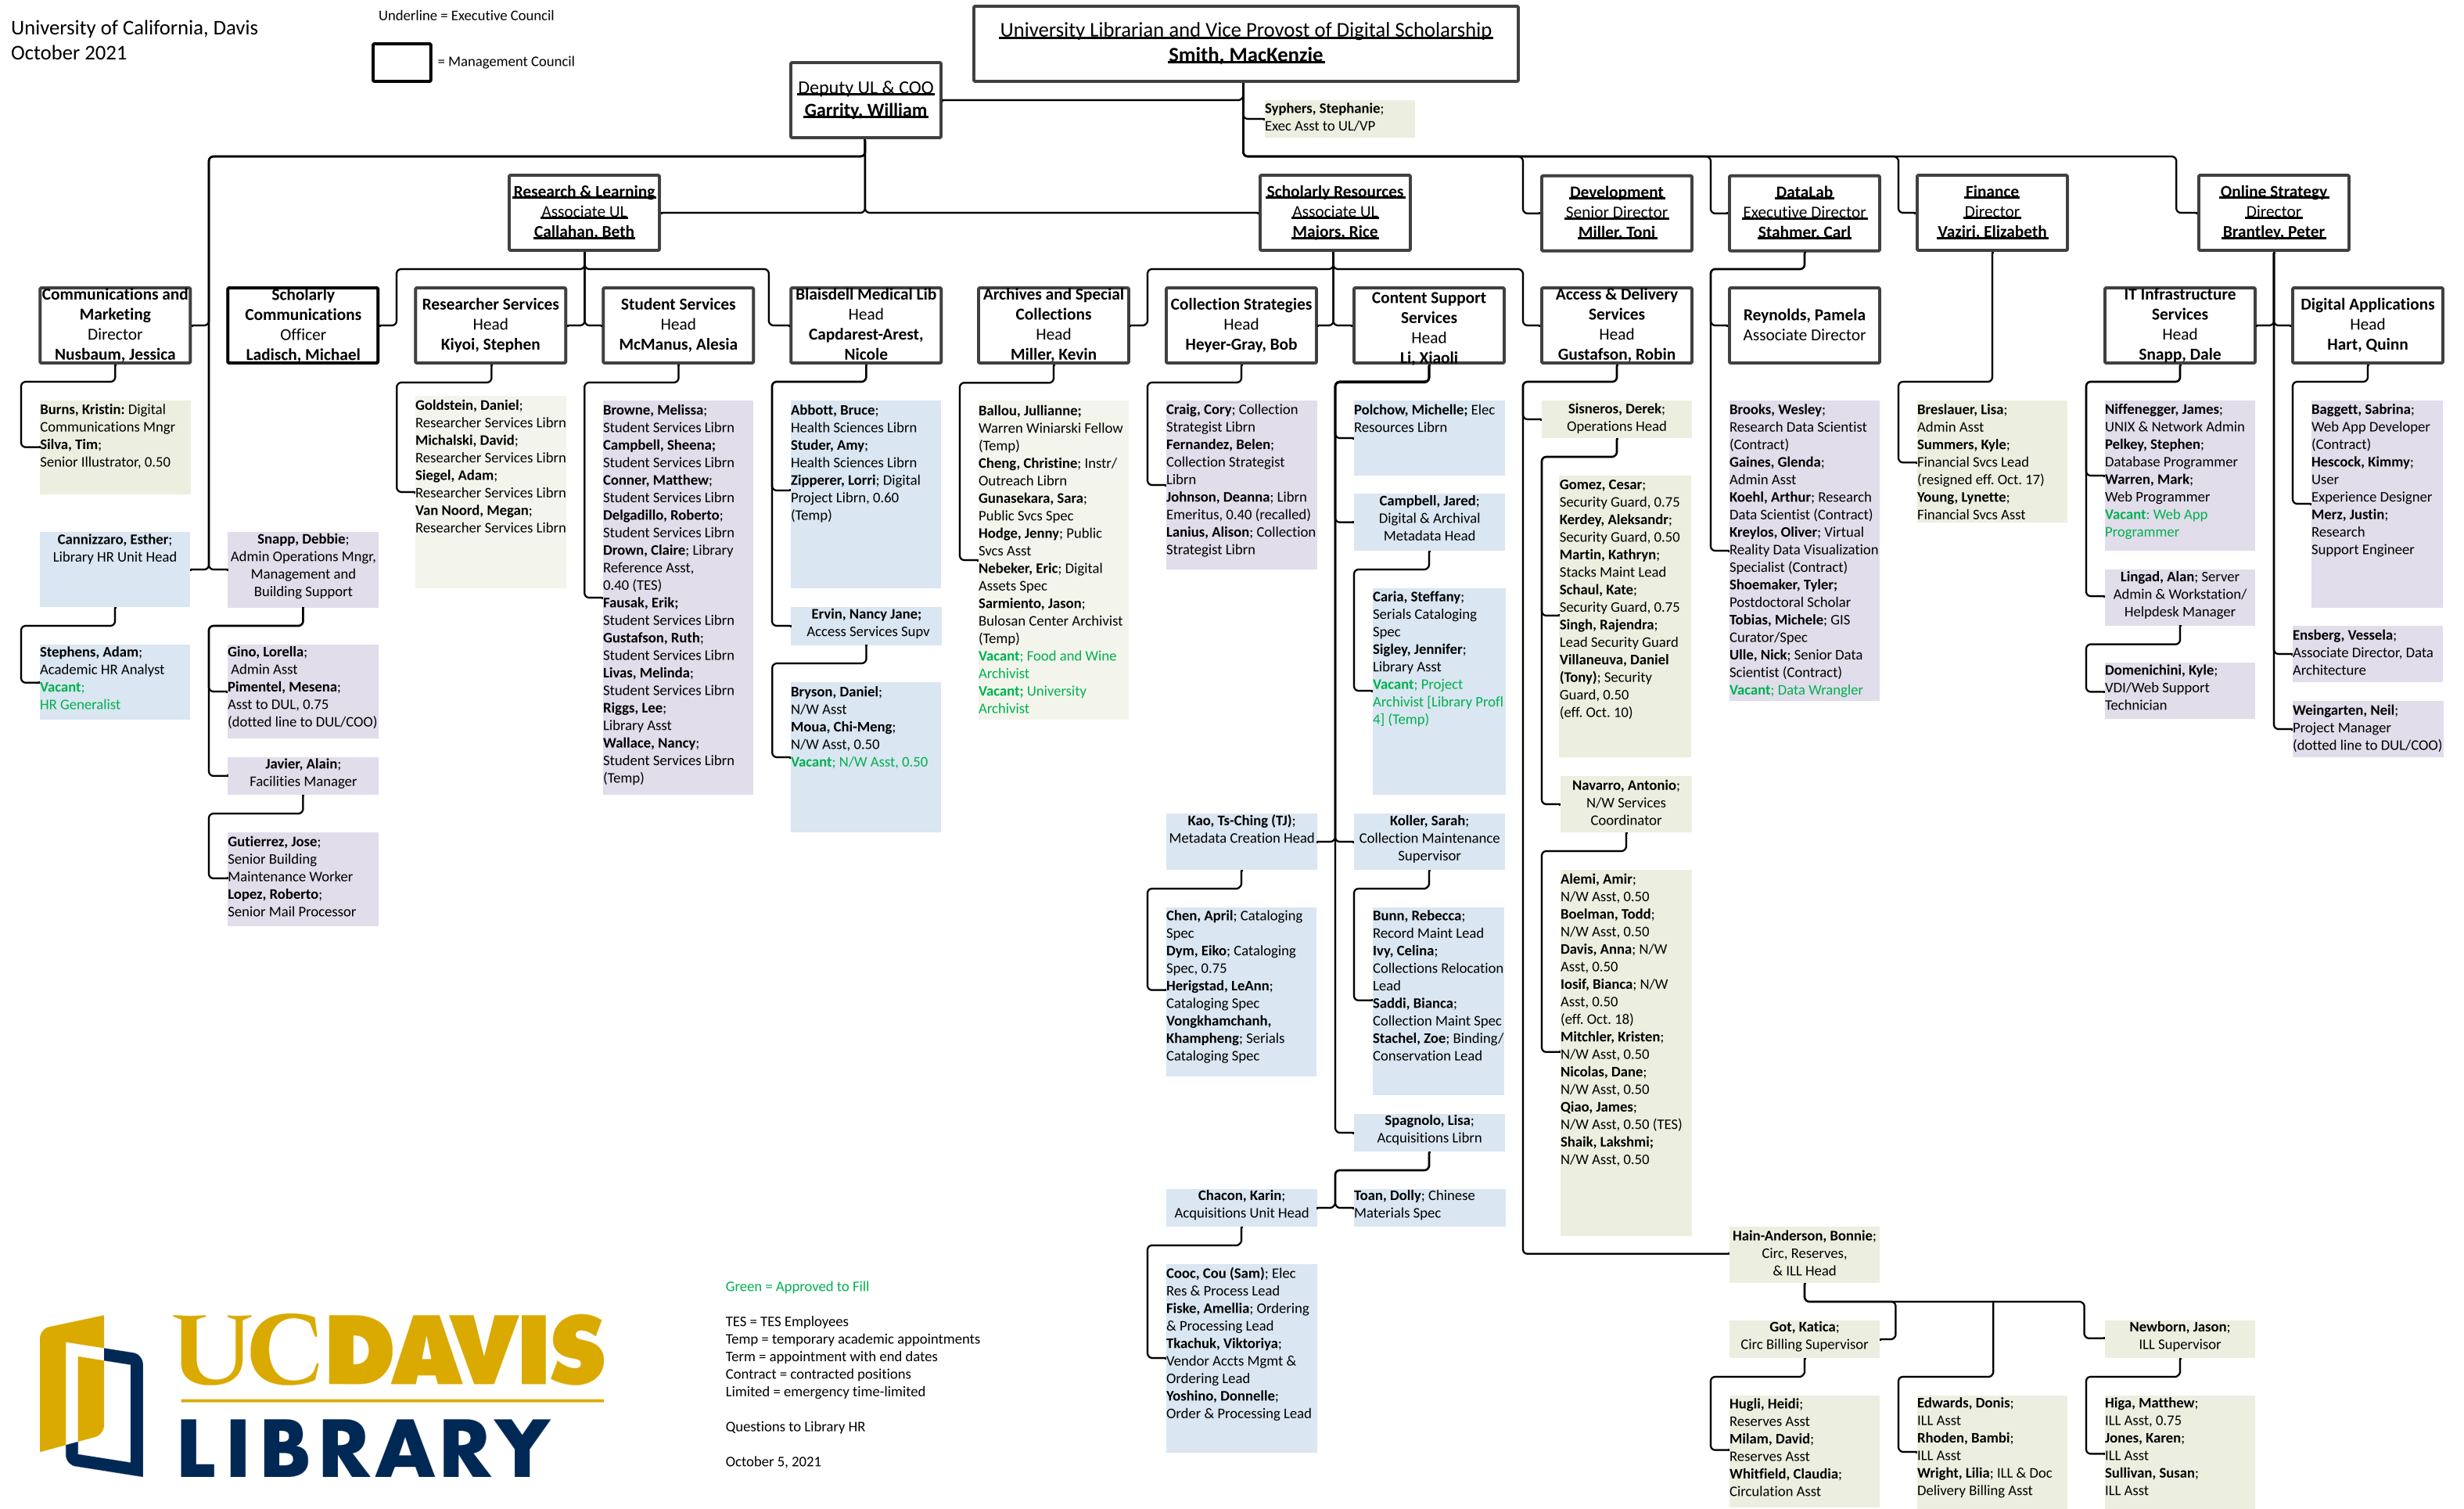 University of California, Davis
October 2021
Underline = Executive Council
= Management Council
University Librarian and Vice Provost of Digital Scholarship
Smith, MacKenzie
Deputy UL & COO
Garrity, William
Syphers, Stephanie;
Exec Asst to UL/VP
Research & Learning
Associate UL
Callahan, Beth
Scholarly Resources
Associate UL
Majors, Rice
Development
Senior Director
Miller, Toni
DataLab
Executive Director
Stahmer, Carl
Finance
Director
Vaziri, Elizabeth
Online Strategy
Director
Brantley, Peter
Communications and
Marketing
Director
Nusbaum, Jessica
Scholarly
Communications
Officer
Ladisch, Michael
Researcher Services
Head
Kiyoi, Stephen
Student Services
Head
McManus, Alesia
Blaisdell Medical Lib
Head
Capdarest-Arest,
Nicole
Archives and Special
Collections
Head
Miller, Kevin
Collection Strategies
Head
Heyer-Gray, Bob
Content Support
Services
Head
Li, Xiaoli
Access & Delivery
Services
Head
Gustafson, Robin
Reynolds, Pamela
Associate Director
IT Infrastructure
Services
Head
Snapp, Dale
Digital Applications
Head
Hart, Quinn
Burns, Kristin: Digital
Communications Mngr
Silva, Tim;
Senior Illustrator, 0.50
Cannizzaro, Esther;
Library HR Unit Head
Stephens, Adam;
Academic HR Analyst
Vacant;
HR Generalist
Snapp, Debbie;
Admin Operations Mngr,
Management and
Building Support
Gino, Lorella;
Admin Asst
Pimentel, Mesena;
Asst to DUL, 0.75
(dotted line to DUL/COO)
Javier, Alain;
Facilities Manager
Gutierrez, Jose;
Senior Building
Maintenance Worker
Lopez, Roberto;
Senior Mail Processor
Goldstein, Daniel;
Researcher Services Librn
Michalski, David;
Researcher Services Librn
Siegel, Adam;
Researcher Services Librn
Van Noord, Megan;
Researcher Services Librn
Browne, Melissa;
Student Services Librn
Campbell, Sheena;
Student Services Librn
Conner, Matthew;
Student Services Librn
Delgadillo, Roberto;
Student Services Librn
Drown, Claire; Library
Reference Asst,
0.40 (TES)
Fausak, Erik;
Student Services Librn
Gustafson, Ruth;
Student Services Librn
Livas, Melinda;
Student Services Librn
Riggs, Lee;
Library Asst
Wallace, Nancy;
Student Services Librn
(Temp)
Abbott, Bruce;
Health Sciences Librn
Studer, Amy;
Health Sciences Librn
Zipperer, Lorri; Digital
Project Librn, 0.60
(Temp)
Ervin, Nancy Jane;
Access Services Supv
Bryson, Daniel;
N/W Asst
Moua, Chi-Meng;
N/W Asst, 0.50
Vacant; N/W Asst, 0.50
Ballou, Jullianne;
Warren Winiarski Fellow
(Temp)
Cheng, Christine; Instr/
Outreach Librn
Gunasekara, Sara;
Public Svcs Spec
Hodge, Jenny; Public
Svcs Asst
Nebeker, Eric; Digital
Assets Spec
Sarmiento, Jason;
Bulosan Center Archivist
(Temp)
Vacant; Food and Wine
Archivist
Vacant; University
Archivist
Craig, Cory; Collection
Strategist Librn
Fernandez, Belen;
Collection Strategist
Librn
Johnson, Deanna; Librn
Emeritus, 0.40 (recalled)
Lanius, Alison; Collection
Strategist Librn
Polchow, Michelle; Elec
Resources Librn
Campbell, Jared;
Digital & Archival
Metadata Head
Caria, Steffany;
Serials Cataloging
Spec
Sigley, Jennifer;
Library Asst
Vacant; Project
Archivist [Library Profl
4] (Temp)
Kao, Ts-Ching (TJ);
Metadata Creation Head
Koller, Sarah;
Collection Maintenance
Supervisor
Chen, April; Cataloging
Spec
Dym, Eiko; Cataloging
Spec, 0.75
Herigstad, LeAnn;
Cataloging Spec
Vongkhamchanh,
Khampheng; Serials
Cataloging Spec
Bunn, Rebecca;
Record Maint Lead
Ivy, Celina;
Collections Relocation
Lead
Saddi, Bianca;
Collection Maint Spec
Stachel, Zoe; Binding/
Conservation Lead
Spagnolo, Lisa;
Acquisitions Librn
Chacon, Karin;
Acquisitions Unit Head
Toan, Dolly; Chinese
Materials Spec
Cooc, Cou (Sam); Elec
Res & Process Lead
Fiske, Amellia; Ordering
& Processing Lead
Tkachuk, Viktoriya;
Vendor Accts Mgmt &
Ordering Lead
Yoshino, Donnelle;
Order & Processing Lead
Sisneros, Derek;
Operations Head
Gomez, Cesar;
Security Guard, 0.75
Kerdey, Aleksandr;
Security Guard, 0.50
Martin, Kathryn;
Stacks Maint Lead
Schaul, Kate;
Security Guard, 0.75
Singh, Rajendra;
Lead Security Guard
Villaneuva, Daniel
(Tony); Security
Guard, 0.50
(eff. Oct. 10)
Navarro, Antonio;
N/W Services
Coordinator
Alemi, Amir;
N/W Asst, 0.50
Boelman, Todd;
N/W Asst, 0.50
Davis, Anna; N/W
Asst, 0.50
Iosif, Bianca; N/W
Asst, 0.50
(eff. Oct. 18)
Mitchler, Kristen;
N/W Asst, 0.50
Nicolas, Dane;
N/W Asst, 0.50
Qiao, James;
N/W Asst, 0.50 (TES)
Shaik, Lakshmi;
N/W Asst, 0.50
Brooks, Wesley;
Research Data Scientist
(Contract)
Gaines, Glenda;
Admin Asst
Koehl, Arthur; Research
Data Scientist (Contract)
Kreylos, Oliver; Virtual
Reality Data Visualization
Specialist (Contract)
Shoemaker, Tyler;
Postdoctoral Scholar
Tobias, Michele; GIS
Curator/Spec
Ulle, Nick; Senior Data
Scientist (Contract)
Vacant; Data Wrangler
Breslauer, Lisa;
Admin Asst
Summers, Kyle;
Financial Svcs Lead
(resigned eff. Oct. 17)
Young, Lynette;
Financial Svcs Asst
Niffenegger, James;
UNIX & Network Admin
Pelkey, Stephen;
Database Programmer
Warren, Mark;
Web Programmer
Vacant: Web App
Programmer
Lingad, Alan; Server
Admin & Workstation/
Helpdesk Manager
Domenichini, Kyle;
VDI/Web Support
Technician
Baggett, Sabrina;
Web App Developer
(Contract)
Hescock, Kimmy;
User
Experience Designer
Merz, Justin;
Research
Support Engineer
Ensberg, Vessela;
Associate Director, Data
Architecture
Weingarten, Neil;
Project Manager
(dotted line to DUL/COO)
Hain-Anderson, Bonnie;
Circ, Reserves,
& ILL Head
Got, Katica;
Circ Billing Supervisor
Newborn, Jason;
ILL Supervisor
Hugli, Heidi;
Reserves Asst
Milam, David;
Reserves Asst
Whitfield, Claudia;
Circulation Asst
Edwards, Donis;
ILL Asst
Rhoden, Bambi;
ILL Asst
Wright, Lilia; ILL & Doc
Delivery Billing Asst
Higa, Matthew;
ILL Asst, 0.75
Jones, Karen;
ILL Asst
Sullivan, Susan;
ILL Asst
Green = Approved to Fill
TES = TES Employees
Temp = temporary academic appointments
Term = appointment with end dates
Contract = contracted positions
Limited = emergency time-limited
Questions to Library HR
October 5, 2021
UCDAVIS
LIBRARY